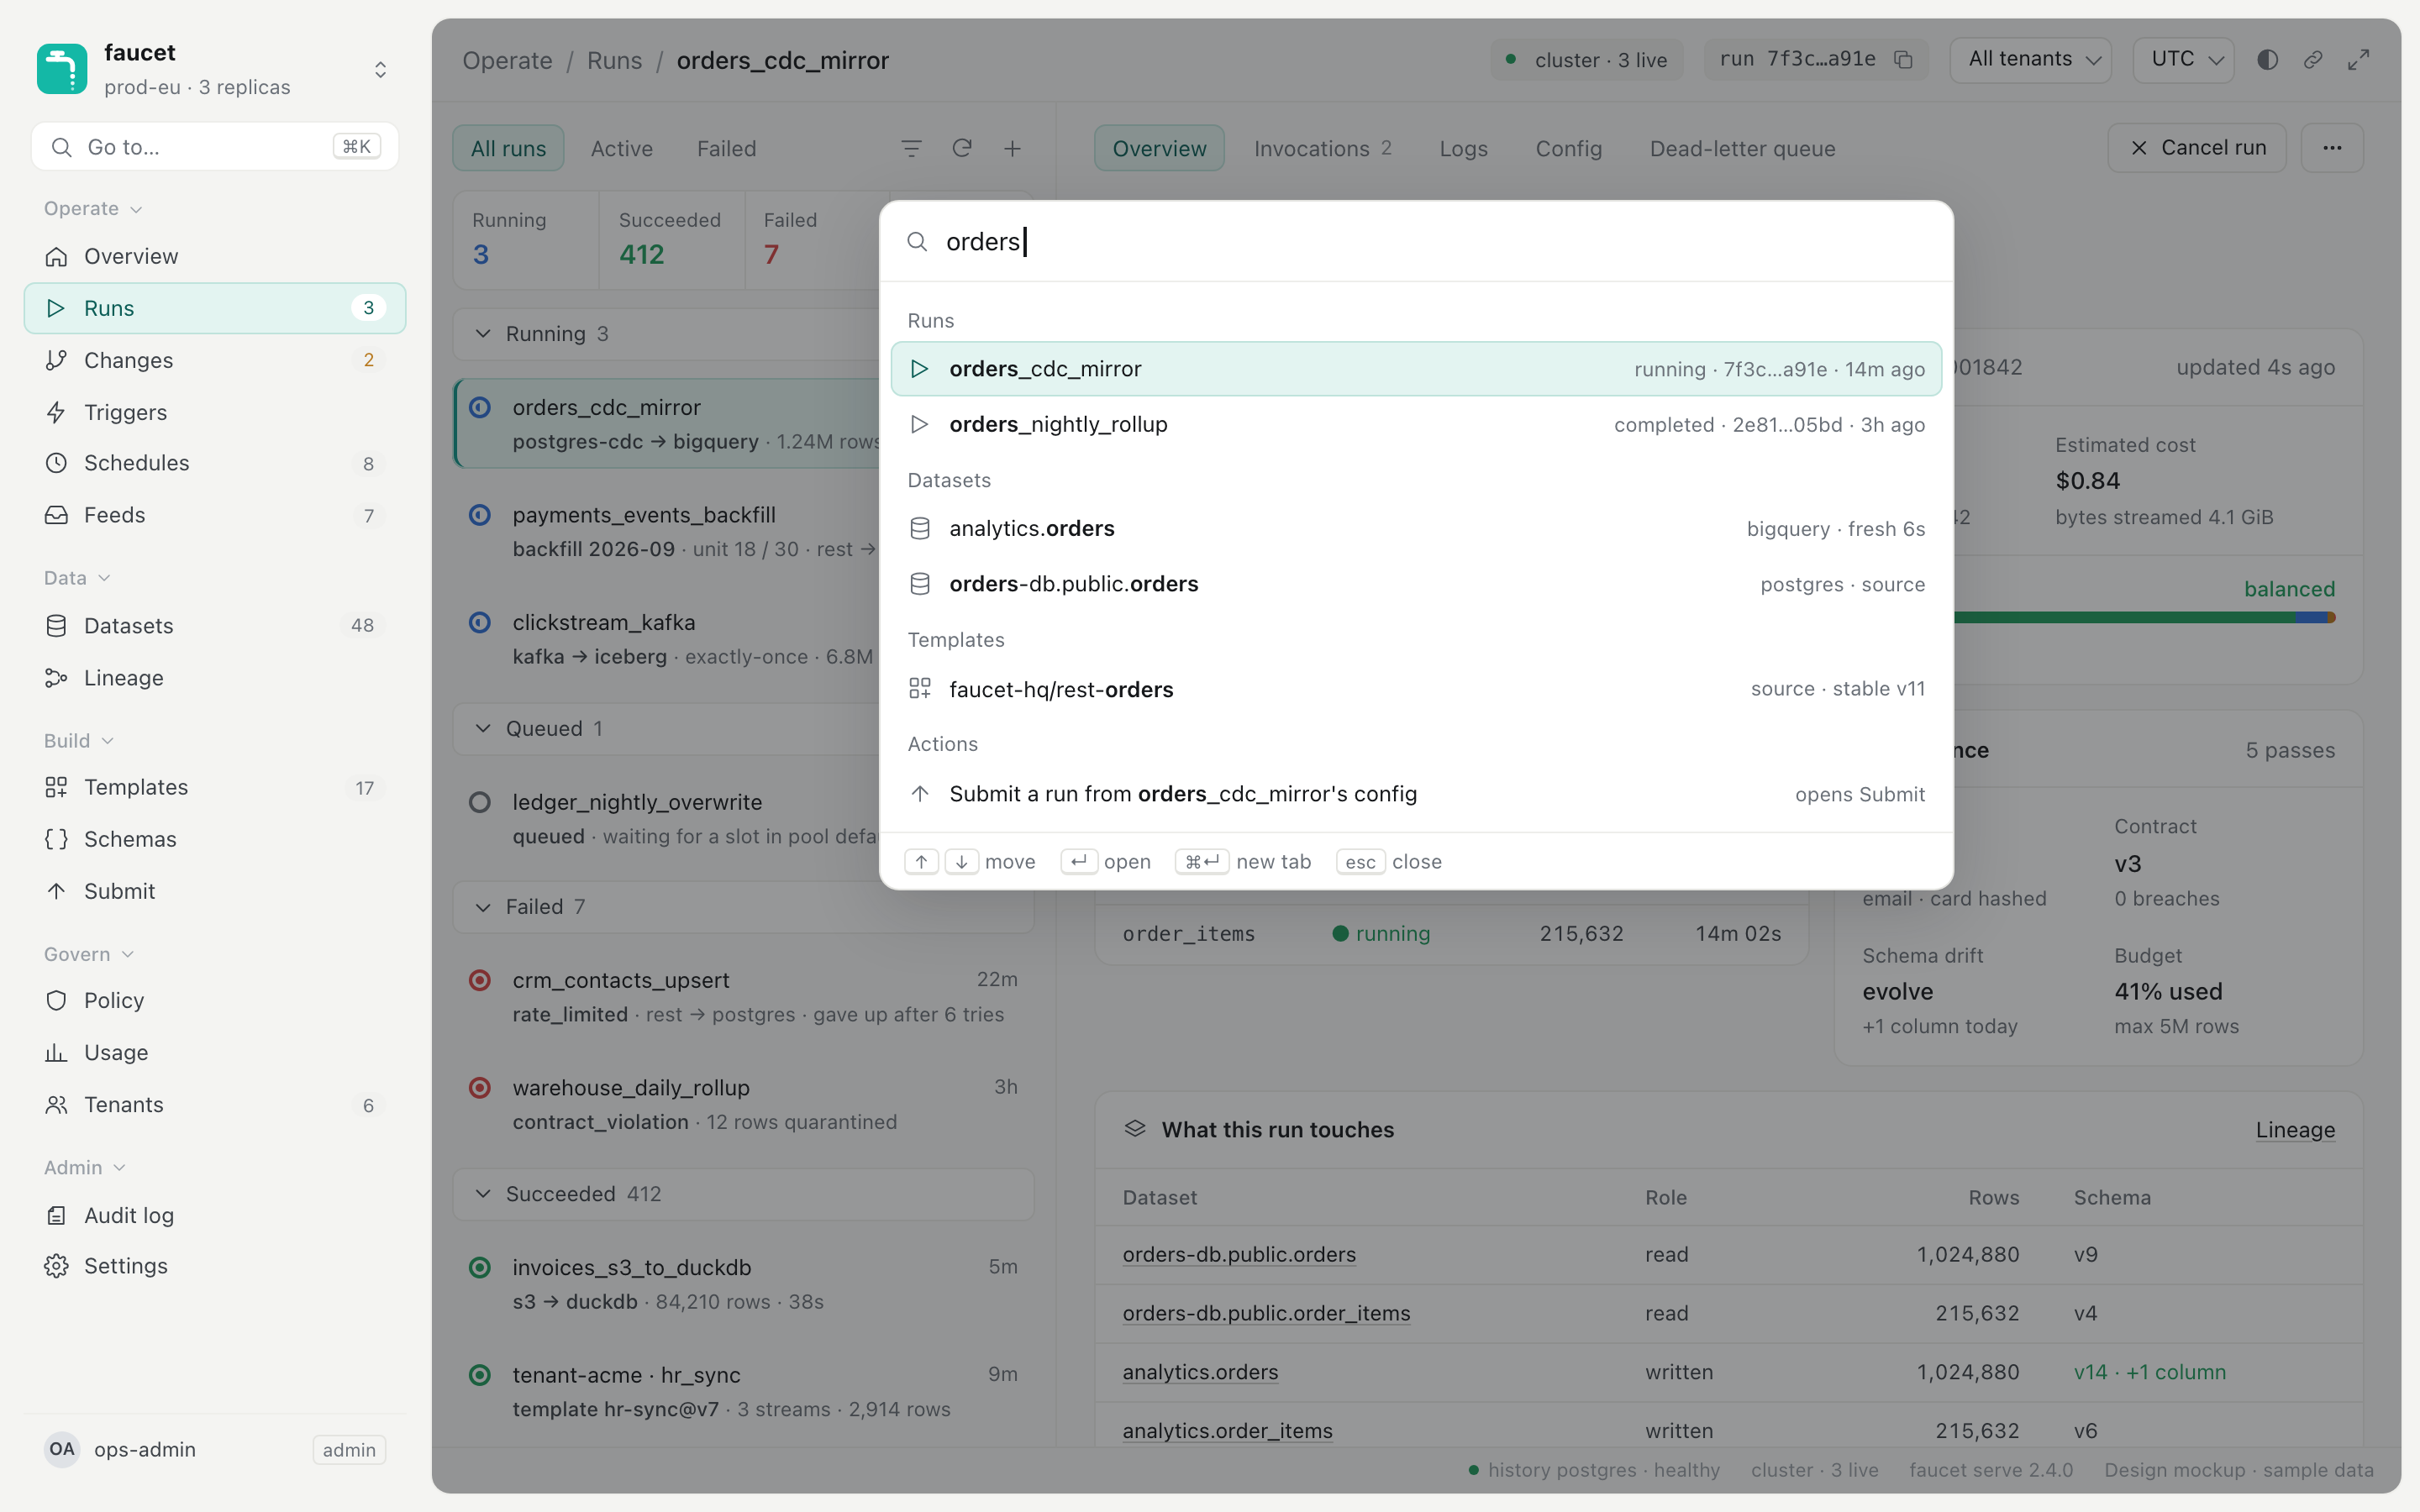 faucet
prod-eu · 3 replicas
Go to...
⌘K
Operate
Overview
Runs 3
Changes 2
Triggers
Schedules 8
Feeds 7
Data
Datasets 48
Lineage
Build
Templates 17
Schemas
Submit
Govern
Policy
Usage
Tenants 6
Admin
Audit log
Settings
OA ops-admin admin
Operate / Runs / orders_cdc_mirror
cluster · 3 live
run 7f3c…a91e
All tenants
UTC
All runs Active Failed
Running Succeeded Failed
3 412 7
Running 3
orders_cdc_mirror
postgres-cdc → bigquery · 1.24M rows
payments_events_backfill
backfill 2026-09 · unit 18 / 30 · rest →
clickstream_kafka
kafka → iceberg · exactly-once · 6.8M
Queued 1
ledger_nightly_overwrite
queued · waiting for a slot in pool
Failed 7
crm_contacts_upsert 22m
rate_limited · rest → postgres · gave up after 6 tries
warehouse_daily_rollup 3h
contract_violation · 12 rows quarantined
Succeeded 412
invoices_s3_to_duckdb 5m
s3 → duckdb · 84,210 rows · 38s
tenant-acme · hr_sync 9m
template hr-sync@v7 · 3 streams · 2,914 rows
Overview Invocations 2 Logs Config Dead-letter queue
Cancel run
orders
Runs
orders_cdc_mirror running · 7f3c…a91e · 14m ago
orders_nightly_rollup completed · 2e81…05bd · 3h ago
Datasets
analytics.orders bigquery · fresh 6s
orders-db.public.orders postgres · source
Templates
faucet-hq/rest-orders source · stable v11
Actions
Submit a run from orders_cdc_mirror's config opens Submit
↑ ↓ move ↵ open ⌘↵ new tab esc close
updated 4s ago
Estimated cost
$0.84
bytes streamed 4.1 GiB
balanced
5 passes
Contract
v3
email · card hashed 0 breaches
Schema drift Budget
evolve 41% used
+1 column today max 5M rows
order_items running 215,632 14m 02s
What this run touches Lineage
Dataset Role Rows Schema
orders-db.public.orders read 1,024,880 v9
orders-db.public.order_items read 215,632 v4
analytics.orders written 1,024,880 v14 · +1 column
analytics.order_items written 215,632 v6
history postgres · healthy cluster · 3 live faucet serve 2.4.0 Design mockup · sample data